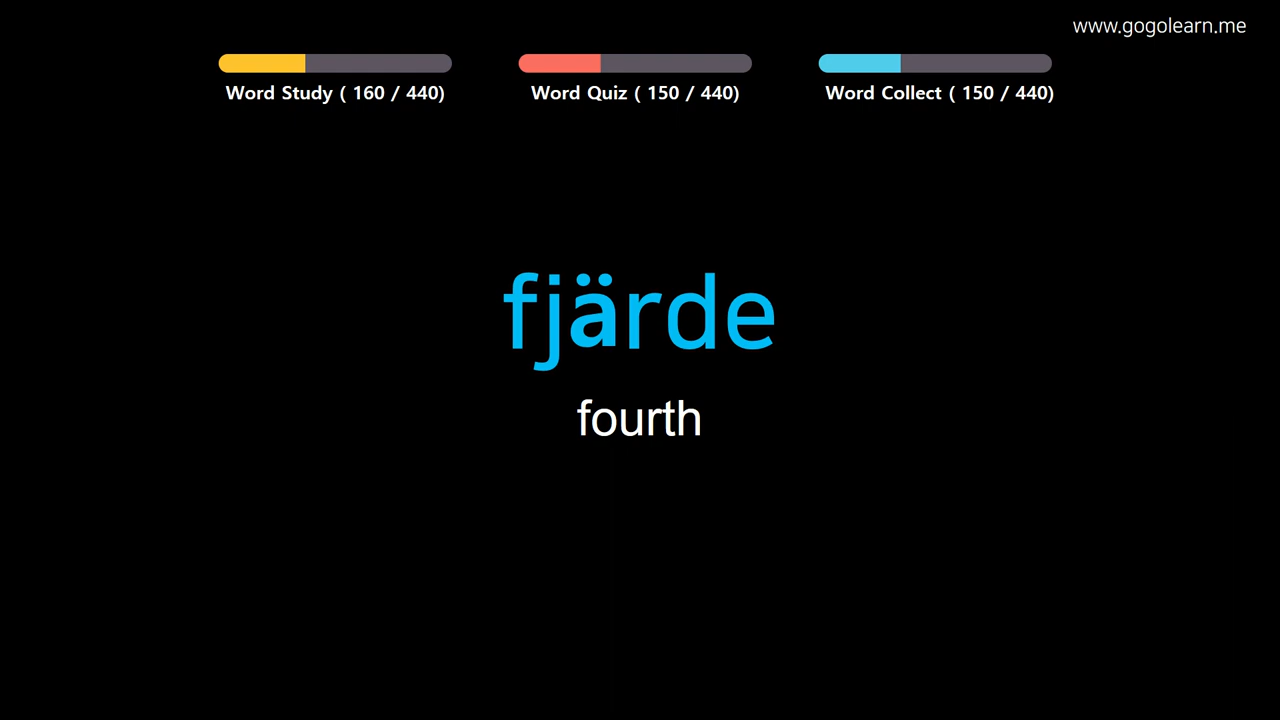 www.gogolearn.me
Word Study ( 160 / 440)
Word Quiz ( 150 / 440)
Word Collect ( 150 / 440)
fjärde
fourth